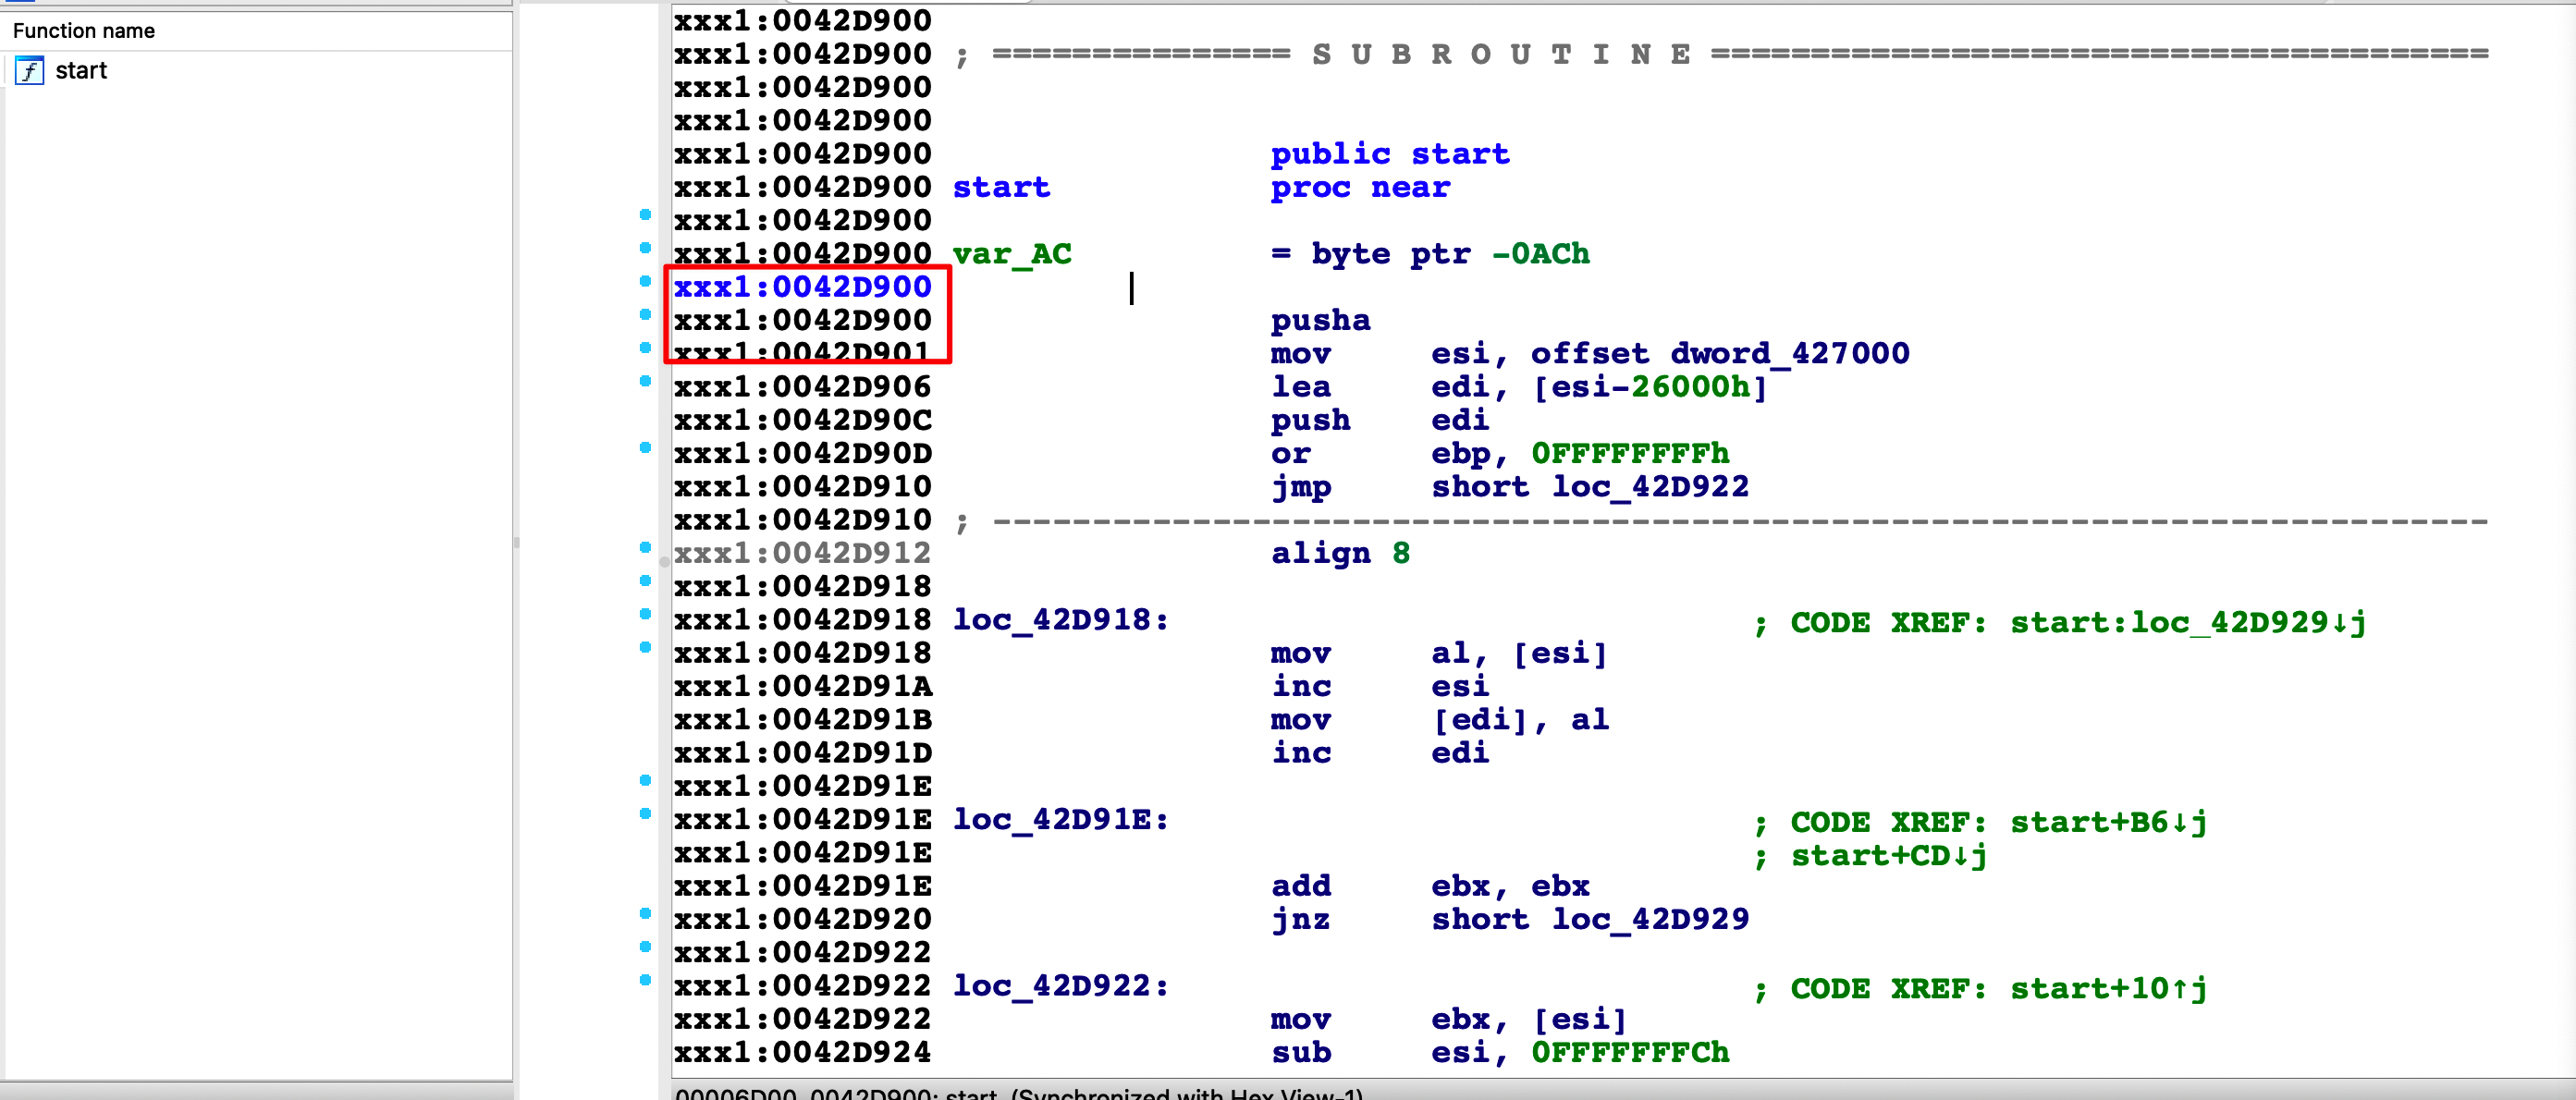 Function name
f start
xxx1:0042D900
xxx1:0042D900 ; =============== S U B R O U T I N E =======================================
xxx1:0042D900
xxx1:0042D900
xxx1:0042D900 public start
xxx1:0042D900 start proc near
xxx1:0042D900
xxx1:0042D900 var_AC = byte ptr -0ACh
xxx1:0042D900
xxx1:0042D900 pusha
xxx1:0042D901 mov esi, offset dword_427000
xxx1:0042D906 lea edi, [esi-26000h]
xxx1:0042D90C push edi
xxx1:0042D90D or ebp, 0FFFFFFFFh
xxx1:0042D910 jmp short loc_42D922
xxx1:0042D910 ; ---------------------------------------------------------------------------
xxx1:0042D912 align 8
xxx1:0042D918
xxx1:0042D918 loc_42D918: ; CODE XREF: start:loc_42D929↓j
xxx1:0042D918 mov al, [esi]
xxx1:0042D91A inc esi
xxx1:0042D91B mov [edi], al
xxx1:0042D91D inc edi
xxx1:0042D91E
xxx1:0042D91E loc_42D91E: ; CODE XREF: start+B6↓j
xxx1:0042D91E ; start+CD↓j
xxx1:0042D91E add ebx, ebx
xxx1:0042D920 jnz short loc_42D929
xxx1:0042D922
xxx1:0042D922 loc_42D922: ; CODE XREF: start+10↑j
xxx1:0042D922 mov ebx, [esi]
xxx1:0042D924 sub esi, 0FFFFFFFCh
00006D00 0042D900: start (Synchronized with Hex View-1)